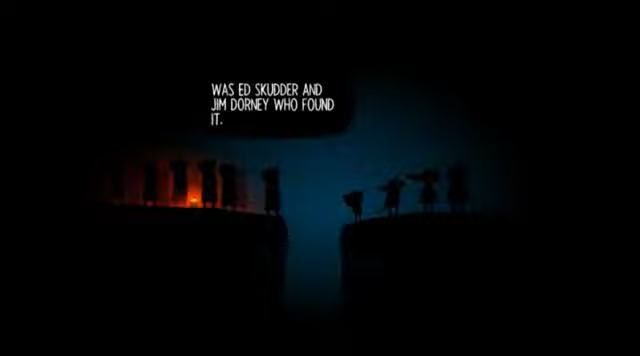 WAS ED SKUDDER AND
JIM DORNEY WHO FOUND
IT.